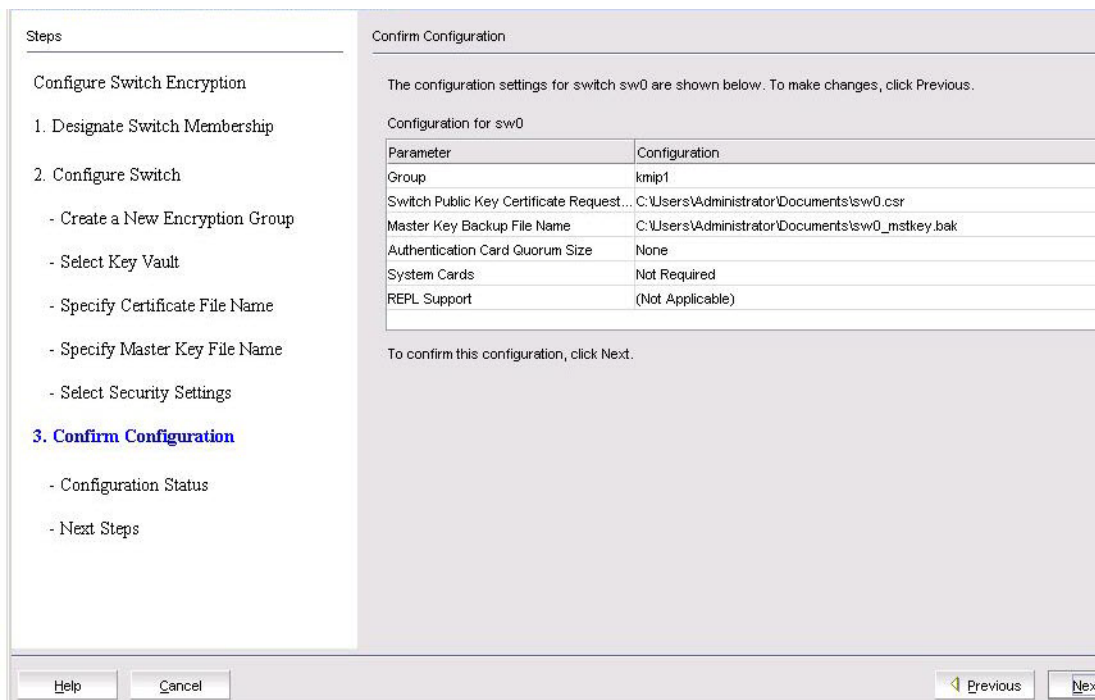 Steps
Configure Switch Encryption
1. Designate Switch Membership
2. Configure Switch
- Create a New Encryption Group
- Select Key Vault
- Specify Certificate File Name
- Specify Master Key File Name
- Select Security Settings
3. Confirm Configuration
- Configuration Status
- Next Steps
Confirm Configuration
The configuration settings for switch sw0 are shown below. To make changes, click Previous.
Configuration for sw0
Parameter Configuration
Group kmip1
Switch Public Key Certificate Request... C:\Users\Administrator\Documents\sw0.csr
Master Key Backup File Name C:\Users\Administrator\Documents\sw0_mstkey.bak
Authentication Card Quorum Size None
System Cards Not Required
REPL Support (Not Applicable)
To confirm this configuration, click Next.
Help Cancel Previous Nex